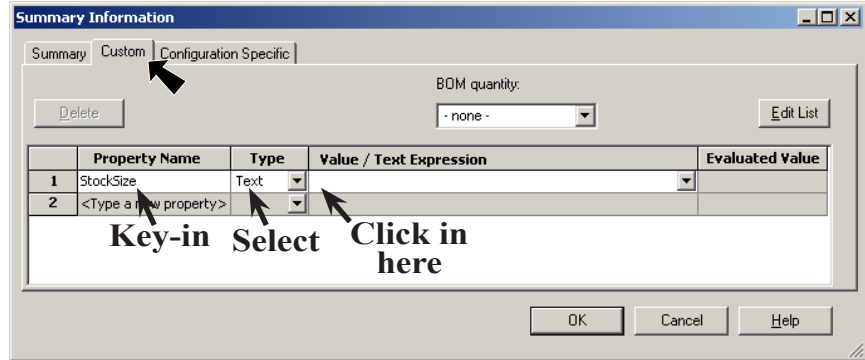 Summary Information
Summary Custom Configuration Specific
BOM quantity:
Delete - none - Edit List
Property Name Type Value / Text Expression Evaluated Value
1 StockSize Text
2 <Type a new property>
Key-in Select Click in
here
OK Cancel Help